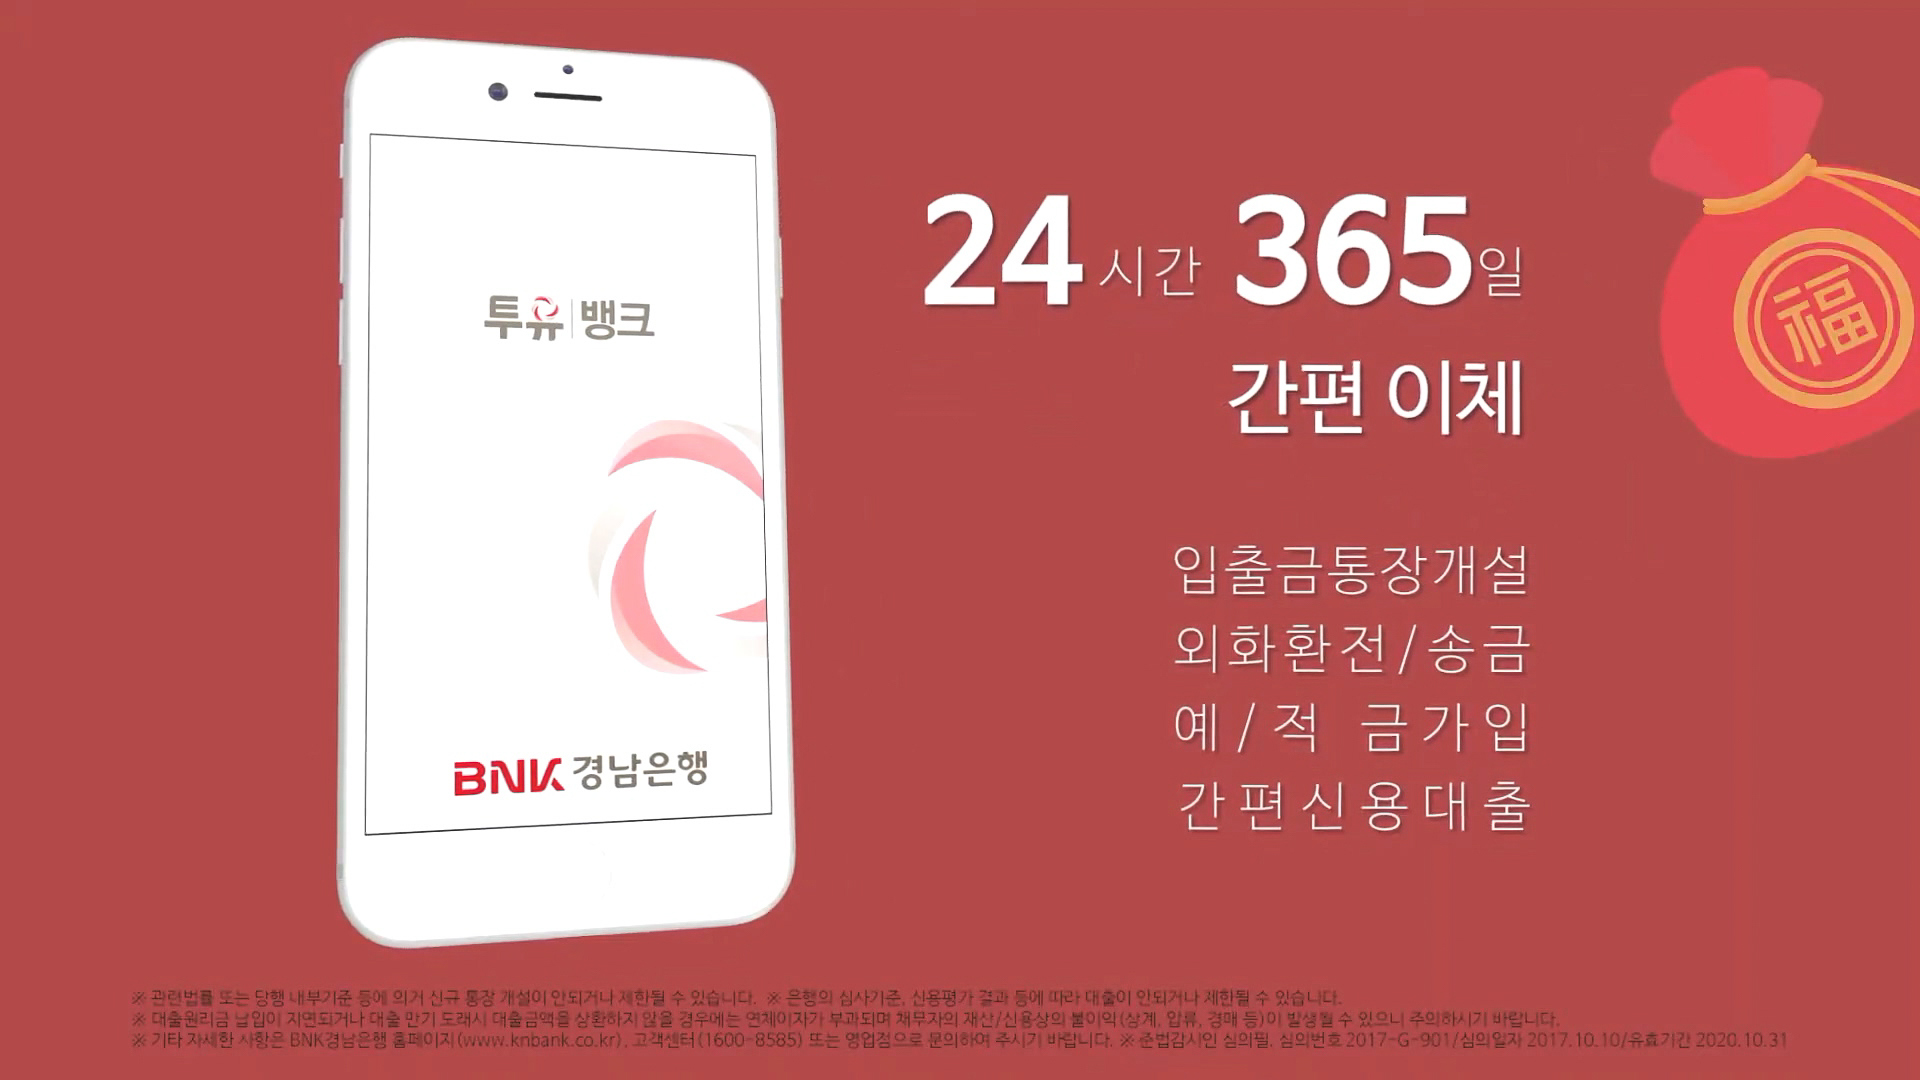 투유 뱅크
BNK 경남은행
24시간 365일
간편 이체
입출금통장개설
외화환전/송금
예/적 금가입
간편신용대출
福
※ 관련법률 또는 당행 내부기준 등에 의거 신규 통장 개설이 안되거나 제한될 수 있습니다. ※ 은행의 심사기준, 신용평가 결과 등에 따라 대출이 안되거나 제한될 수 있습니다.
※ 대출원리금 납입이 지연되거나 대출 만기 도래시 대출금액을 상환하지 않을 경우에는 연체이자가 부과되며 채무자의 재산/신용상의 불이익(상계, 압류, 경매 등)이 발생될 수 있으니 주의하시기 바랍니다.
※ 기타 자세한 사항은 BNK경남은행 홈페이지(www.knbank.co.kr), 고객센터(1600-8585) 또는 영업점으로 문의하여 주시기 바랍니다. ※ 준법감시인 심의필. 심의번호 2017-G-901/심의일자 2017.10.10/유효기간 2020.10.31